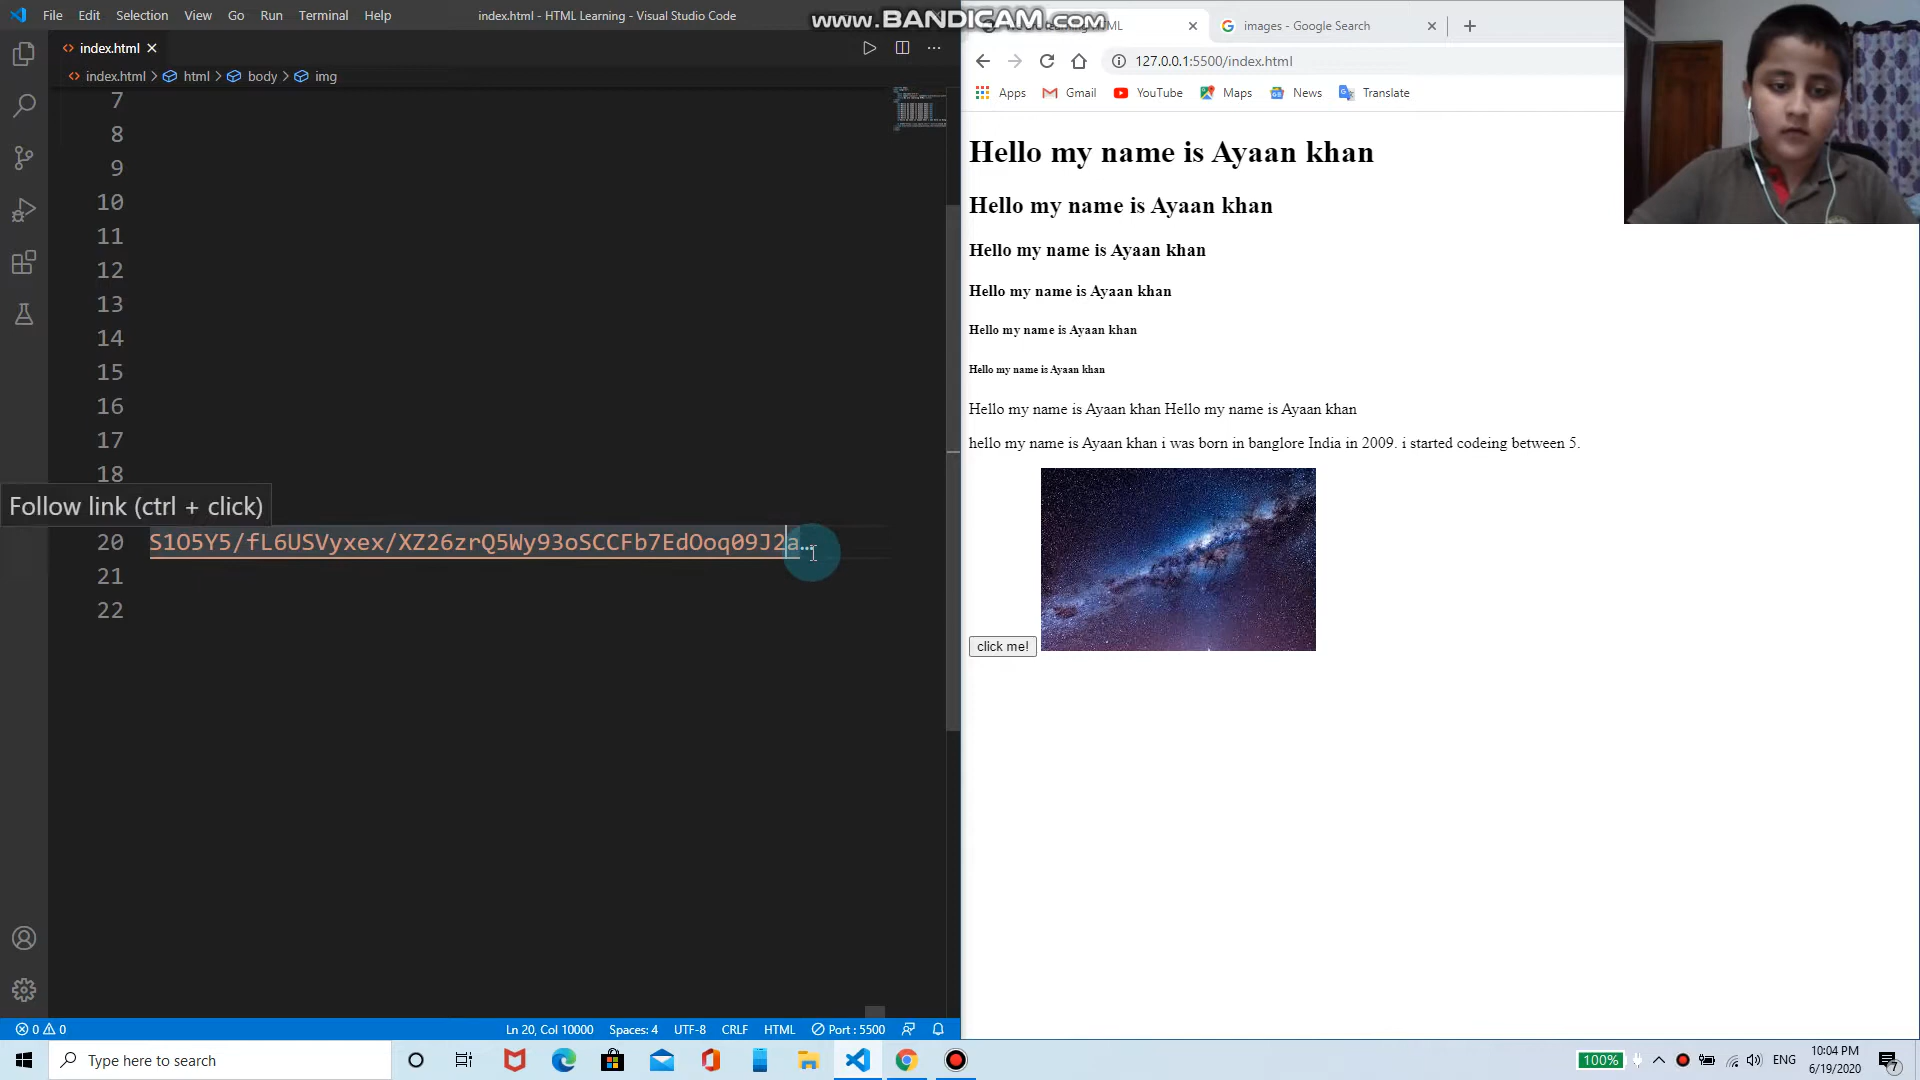 File Edit Selection View Go Run Terminal Help
index.html - HTML Learning - Visual Studio Code
www.BANDICAM.com
images - Google Search
index.html
127.0.0.1:5500/index.html
index.html > html > body > img
Apps Gmail YouTube Maps News Translate
7
8
9
10
11
12
13
14
15
16
17
18
Follow link (ctrl + click)
20 S1O5Y5/fL6USVyxex/XZ26zrQ5Wy93oSCCFb7EdOoq09J2a…
21
22
Hello my name is Ayaan khan
Hello my name is Ayaan khan
Hello my name is Ayaan khan
Hello my name is Ayaan khan
Hello my name is Ayaan khan
Hello my name is Ayaan khan
Hello my name is Ayaan khan Hello my name is Ayaan khan
hello my name is Ayaan khan i was born in banglore India in 2009. i started codeing between 5.
click me!
0 0
Ln 20, Col 10000 Spaces: 4 UTF-8 CRLF HTML Port : 5500
Type here to search
100%
ENG
10:04 PM
6/19/2020
7